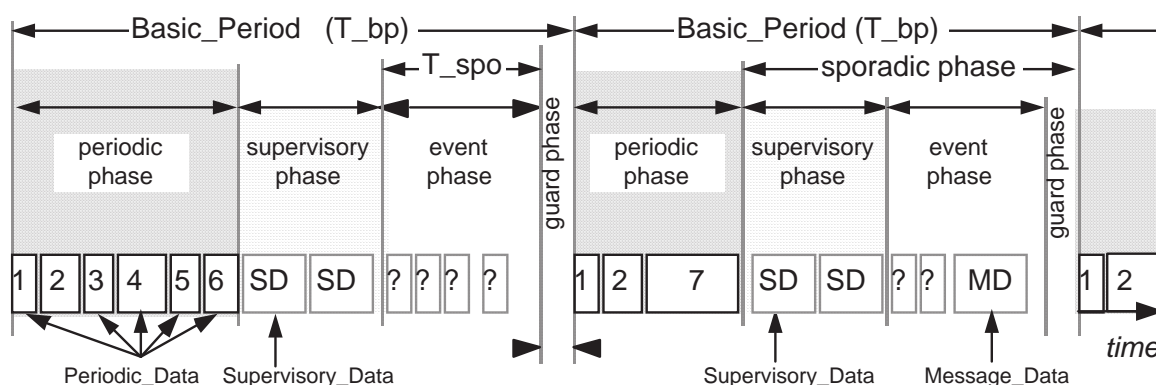 Basic_Period (T_bp) Basic_Period (T_bp)
T_spo sporadic phase
periodic phase supervisory phase event phase guard phase periodic phase supervisory phase event phase guard phase
1 2 3 4 5 6 SD SD ? ? ? ? 1 2 7 SD SD ? ? MD 1 2
time
Periodic_Data Supervisory_Data Supervisory_Data Message_Data